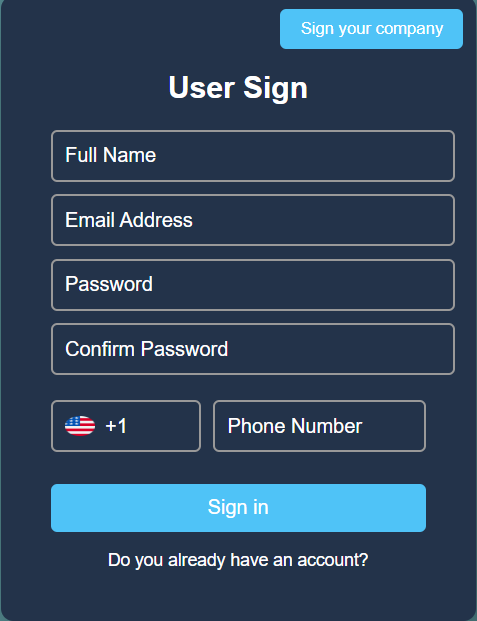 Sign your company
User Sign
Full Name
Email Address
Password
Confirm Password
+1 Phone Number
Sign in
Do you already have an account?